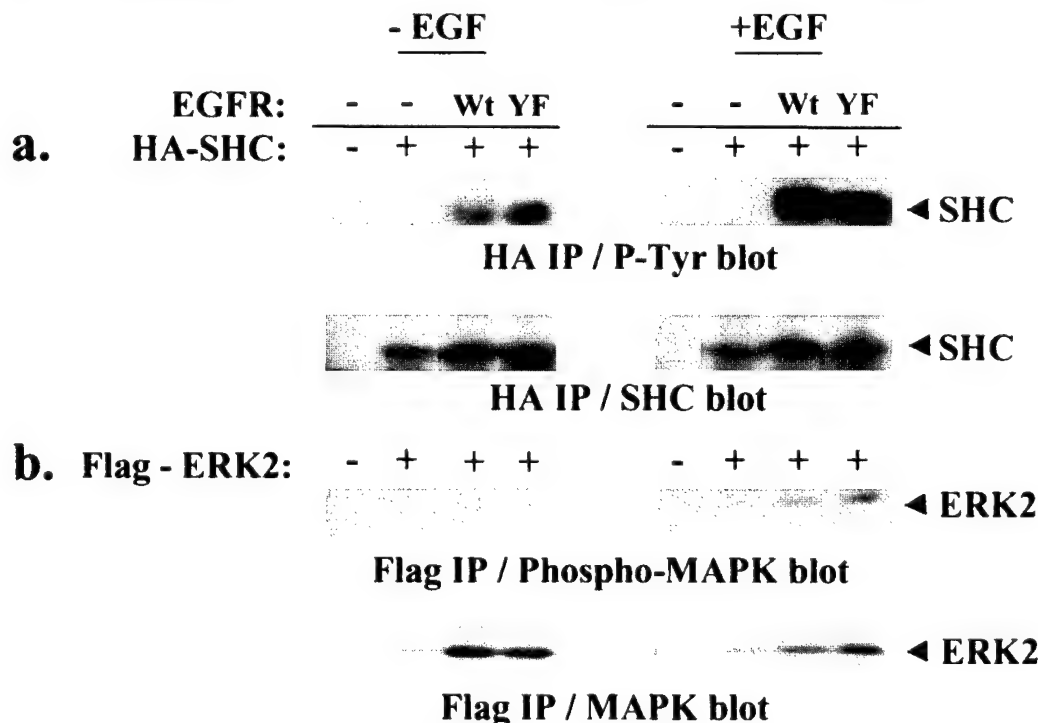 - EGF +EGF
EGFR: - - Wt YF - - Wt YF
a. HA-SHC: - + + + - + + +
◄ SHC
HA IP / P-Tyr blot
◄ SHC
HA IP / SHC blot
b. Flag - ERK2: - + + + - + + +
◄ ERK2
Flag IP / Phospho-MAPK blot
◄ ERK2
Flag IP / MAPK blot